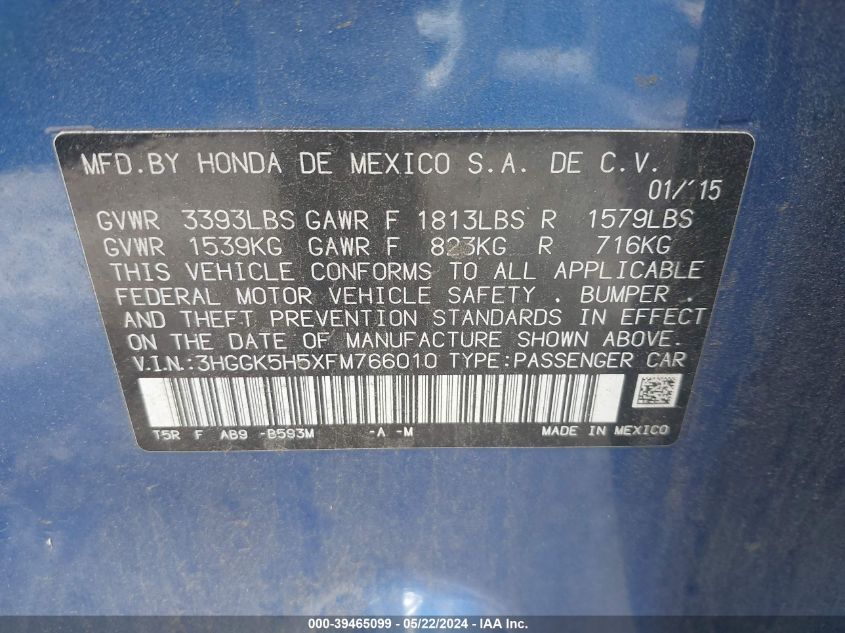 MFD.BY HONDA DE MEXICO S.A. DE C.V.
01/'15
GVWR 3393LBS GAWR F 1813LBS R 1579LBS
GVWR 1539KG GAWR F 823KG R 716KG
THIS VEHICLE CONFORMS TO ALL APPLICABLE
FEDERAL MOTOR VEHICLE SAFETY . BUMPER .
AND THEFT PREVENTION STANDARDS IN EFFECT
ON THE DATE OF MANUFACTURE SHOWN ABOVE.
V.I.N.:3HGGK5H5XFM766010 TYPE:PASSENGER CAR
T5R F AB9 -B593M -A -M MADE IN MEXICO
000-39465099 - 05/22/2024 - IAAI.COM